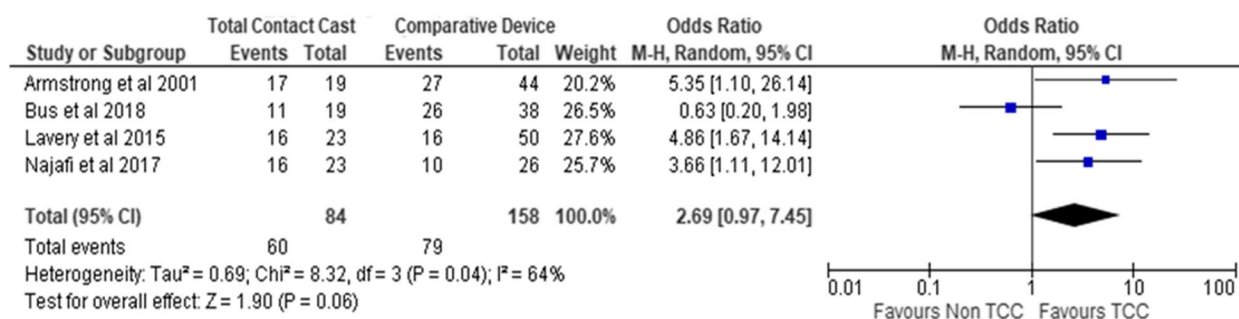 Total Contact Cast Comparative Device Odds Ratio Odds Ratio
Study or Subgroup Events Total Events Total Weight M-H, Random, 95% CI M-H, Random, 95% CI
Armstrong et al 2001 17 19 27 44 20.2% 5.35 [1.10, 26.14]
Bus et al 2018 11 19 26 38 26.5% 0.63 [0.20, 1.98]
Lavery et al 2015 16 23 16 50 27.6% 4.86 [1.67, 14.14]
Najafi et al 2017 16 23 10 26 25.7% 3.66 [1.11, 12.01]
Total (95% CI) 84 158 100.0% 2.69 [0.97, 7.45]
Total events 60 79
Heterogeneity: Tau² = 0.69; Chi² = 8.32, df = 3 (P = 0.04); I² = 64%
Test for overall effect: Z = 1.90 (P = 0.06)
0.01 0.1 1 10 100
Favours Non TCC Favours TCC